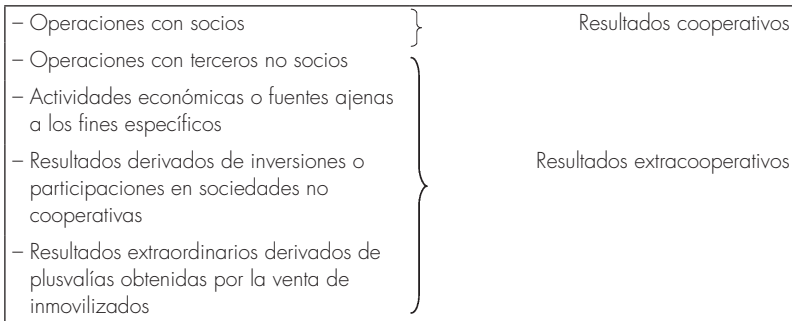 – Operaciones con socios
Resultados cooperativos
– Operaciones con terceros no socios
– Actividades económicas o fuentes ajenas
a los fines específicos
– Resultados derivados de inversiones o
participaciones en sociedades no
cooperativas
Resultados extracooperativos
– Resultados extraordinarios derivados de
plusvalías obtenidas por la venta de
inmovilizados